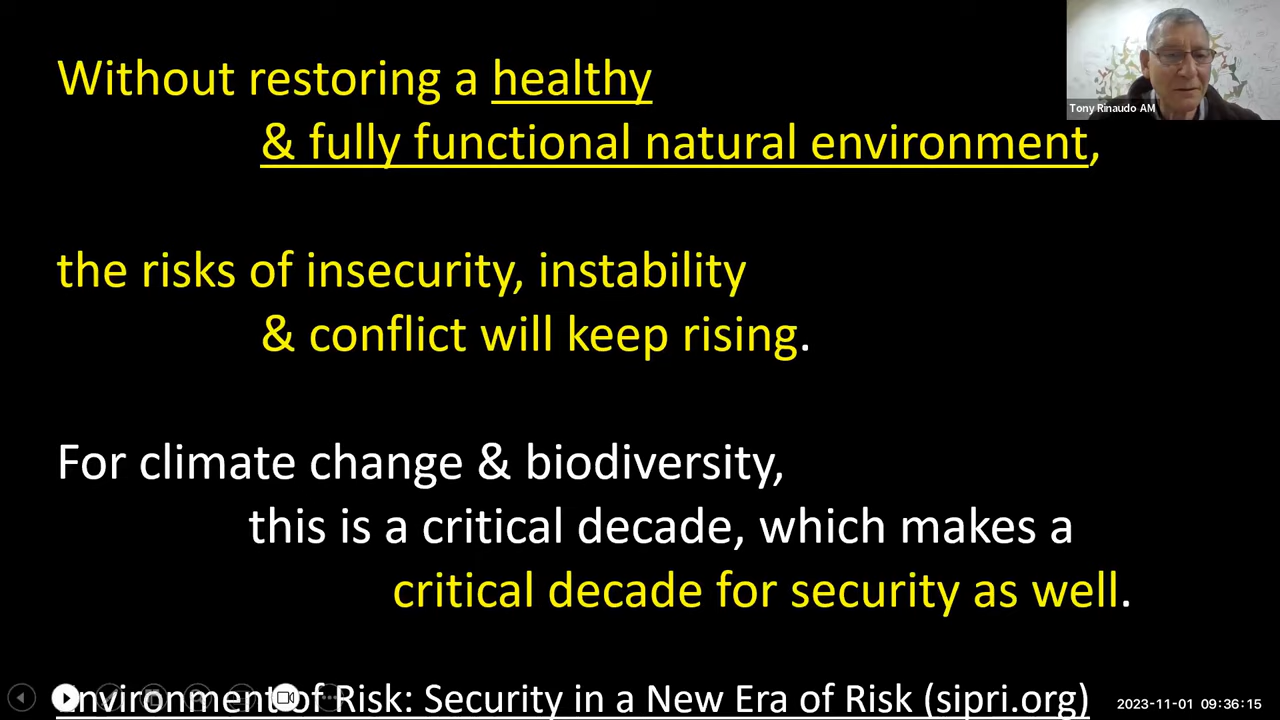 Without restoring a healthy
& fully functional natural environment,
the risks of insecurity, instability
& conflict will keep rising.
For climate change & biodiversity,
this is a critical decade, which makes a
critical decade for security as well.
Environment of Risk: Security in a New Era of Risk (sipri.org)
Tony Rinaudo AM
2023-11-01 09:36:15